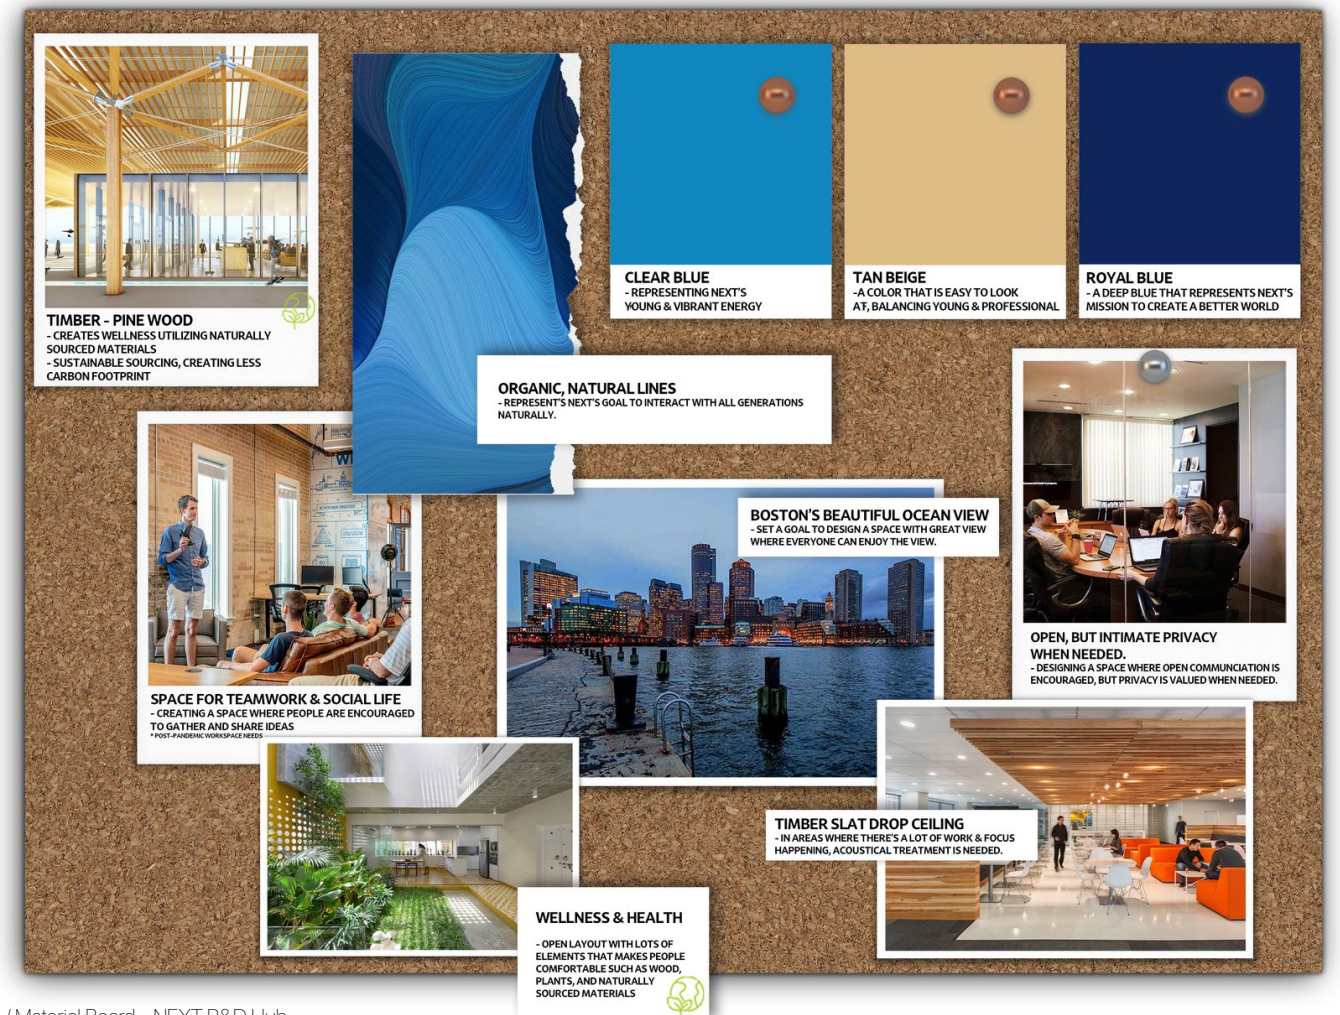 TIMBER - PINE WOOD
- CREATES WELLNESS UTILIZING NATURALLY
SOURCED MATERIALS
- SUSTAINABLE SOURCING, CREATING LESS
CARBON FOOTPRINT
CLEAR BLUE
- REPRESENTING NEXT'S
YOUNG & VIBRANT ENERGY
TAN BEIGE
-A COLOR THAT IS EASY TO LOOK
AT, BALANCING YOUNG & PROFESSIONAL
ROYAL BLUE
- A DEEP BLUE THAT REPRESENTS NEXT'S
MISSION TO CREATE A BETTER WORLD
ORGANIC, NATURAL LINES
- REPRESENT'S NEXT'S GOAL TO INTERACT WITH ALL GENERATIONS
NATURALLY.
BOSTON'S BEAUTIFUL OCEAN VIEW
- SET A GOAL TO DESIGN A SPACE WITH GREAT VIEW
WHERE EVERYONE CAN ENJOY THE VIEW.
OPEN, BUT INTIMATE PRIVACY
WHEN NEEDED.
- DESIGNING A SPACE WHERE OPEN COMMUNCIATION IS
ENCOURAGED, BUT PRIVACY IS VALUED WHEN NEEDED.
SPACE FOR TEAMWORK & SOCIAL LIFE
- CREATING A SPACE WHERE PEOPLE ARE ENCOURAGED
TO GATHER AND SHARE IDEAS
* POST-PANDEMIC WORKSPACE NEEDS
TIMBER SLAT DROP CEILING
- IN AREAS WHERE THERE'S A LOT OF WORK & FOCUS
HAPPENING, ACOUSTICAL TREATMENT IS NEEDED.
WELLNESS & HEALTH
- OPEN LAYOUT WITH LOTS OF
ELEMENTS THAT MAKES PEOPLE
COMFORTABLE SUCH AS WOOD,
PLANTS, AND NATURALLY
SOURCED MATERIALS
/ Material Board - NEXT R&D Hub